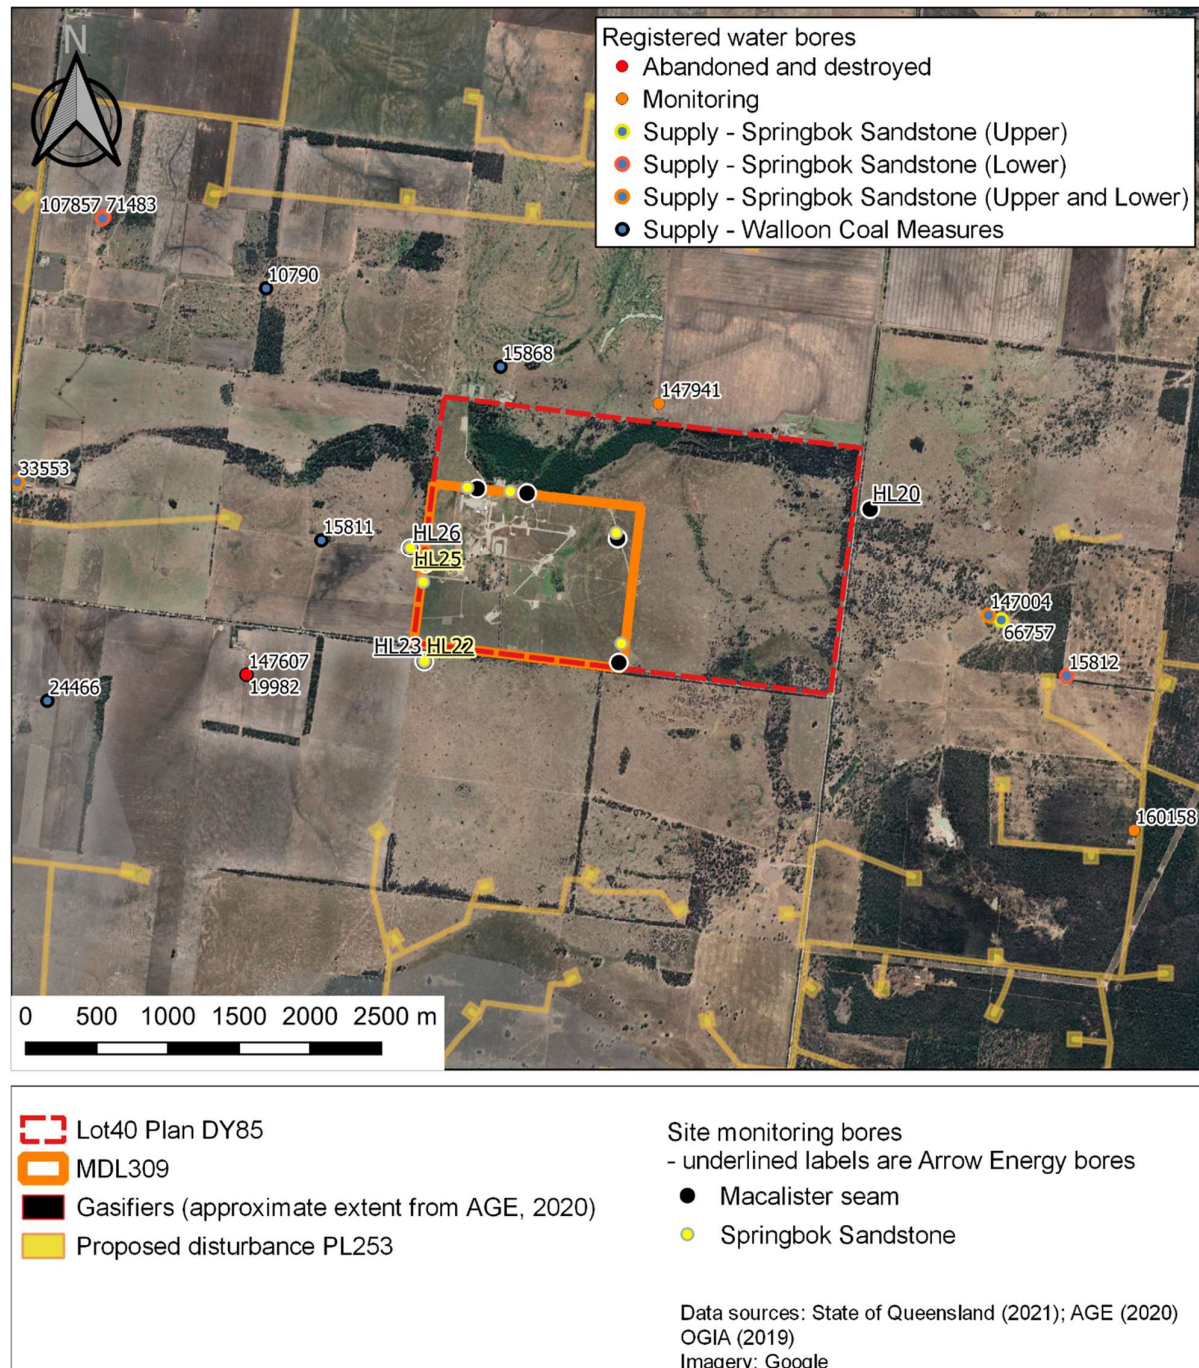 N
Registered water bores
Abandoned and destroyed
Monitoring
Supply - Springbok Sandstone (Upper)
Supply - Springbok Sandstone (Lower)
Supply - Springbok Sandstone (Upper and Lower)
Supply - Walloon Coal Measures
107857 71483
10790
15868
147941
33553
HL20
15811
HL26
HL25
147004
66757
HL23 HL22
147607
19982
15812
24466
160158
0 500 1000 1500 2000 2500 m
Lot40 Plan DY85
MDL309
Gasifiers (approximate extent from AGE, 2020)
Proposed disturbance PL253
Site monitoring bores
- underlined labels are Arrow Energy bores
Macalister seam
Springbok Sandstone
Data sources: State of Queensland (2021); AGE (2020)
OGIA (2019)
Imagery: Google